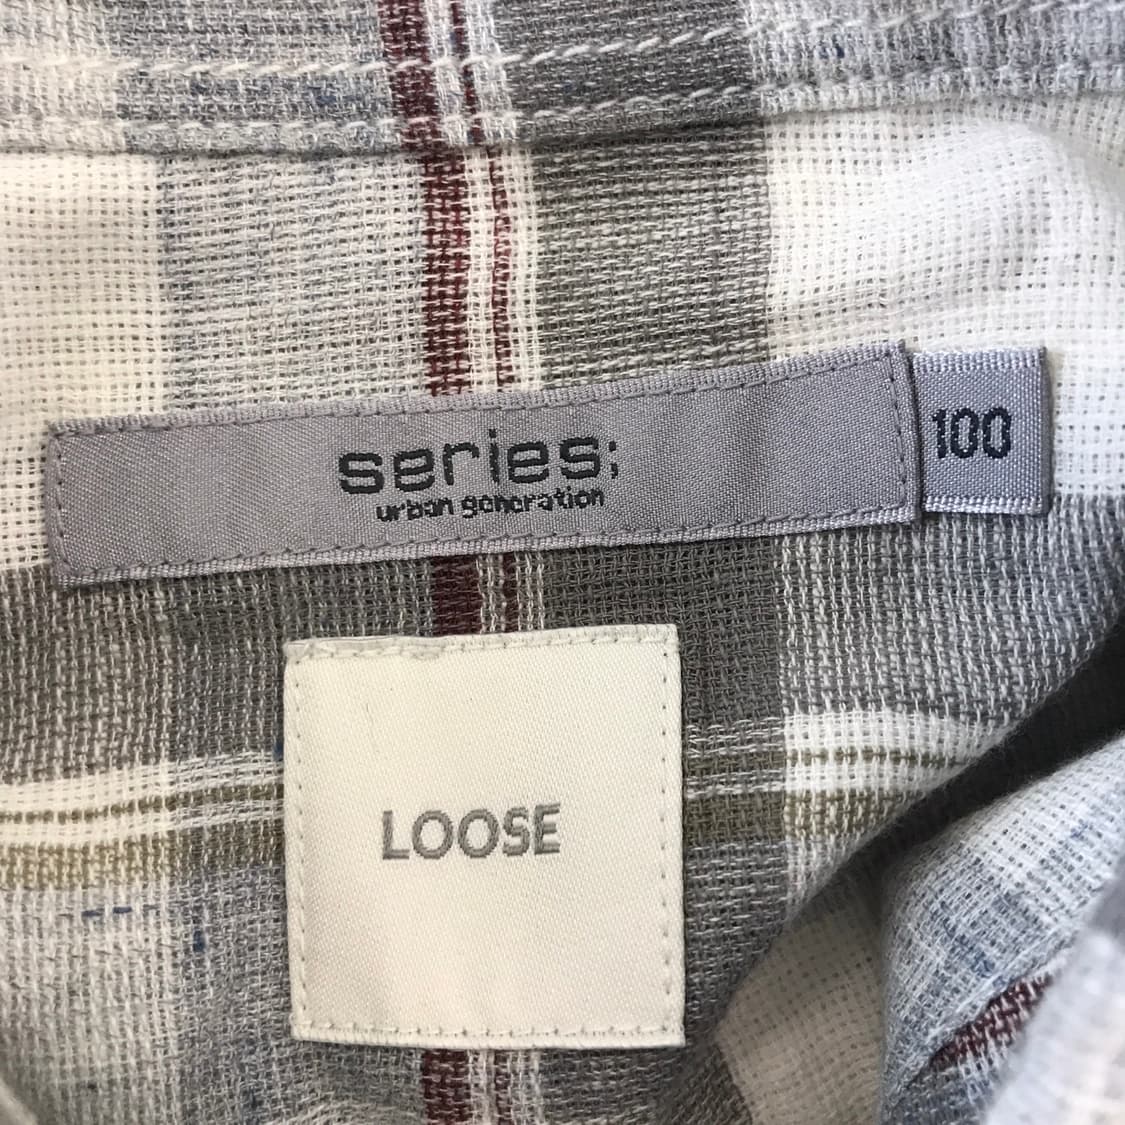 series;
urban generation
100
LOOSE